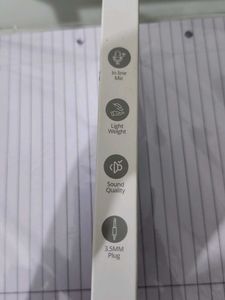 In line
Mic
Light
Weight
Sound
Quality
3.5MM
Plug